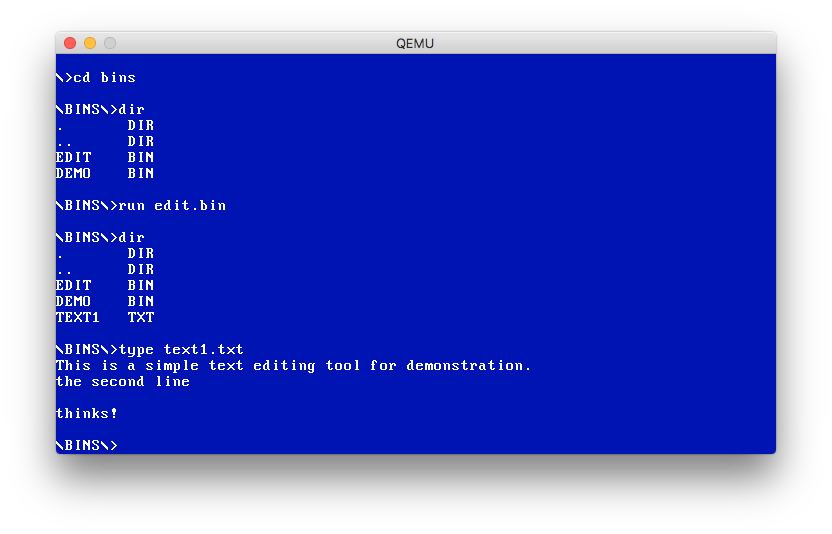 QEMU
\>cd bins
\BINS\>dir
.       DIR
..      DIR
EDIT    BIN
DEMO    BIN
\BINS\>run edit.bin
\BINS\>dir
.       DIR
..      DIR
EDIT    BIN
DEMO    BIN
TEXT1   TXT
\BINS\>type text1.txt
This is a simple text editing tool for demonstration.
the second line
thinks!
\BINS\>